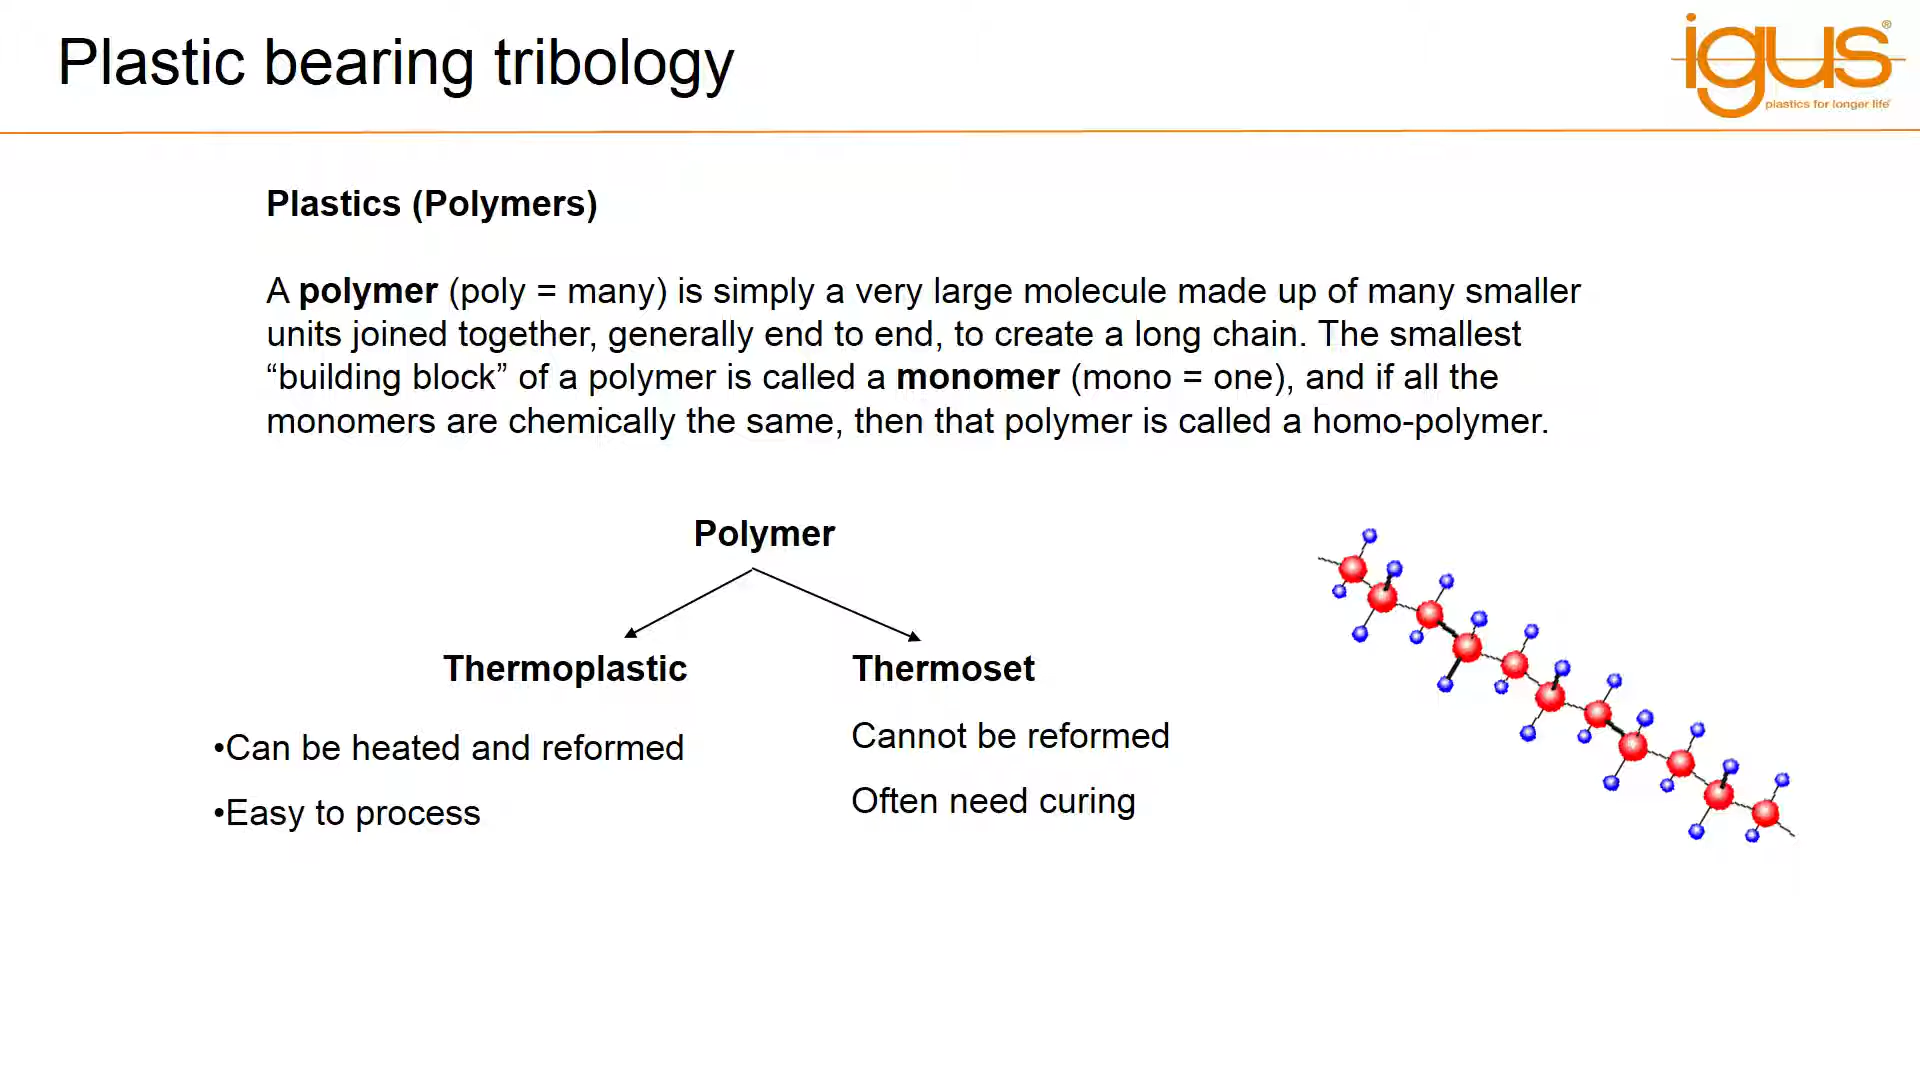 Plastic bearing tribology
igus®
plastics for longer life®
Plastics (Polymers)
A polymer (poly = many) is simply a very large molecule made up of many smaller
units joined together, generally end to end, to create a long chain. The smallest
“building block” of a polymer is called a monomer (mono = one), and if all the
monomers are chemically the same, then that polymer is called a homo-polymer.
Polymer
Thermoplastic
•Can be heated and reformed
•Easy to process
Thermoset
Cannot be reformed
Often need curing